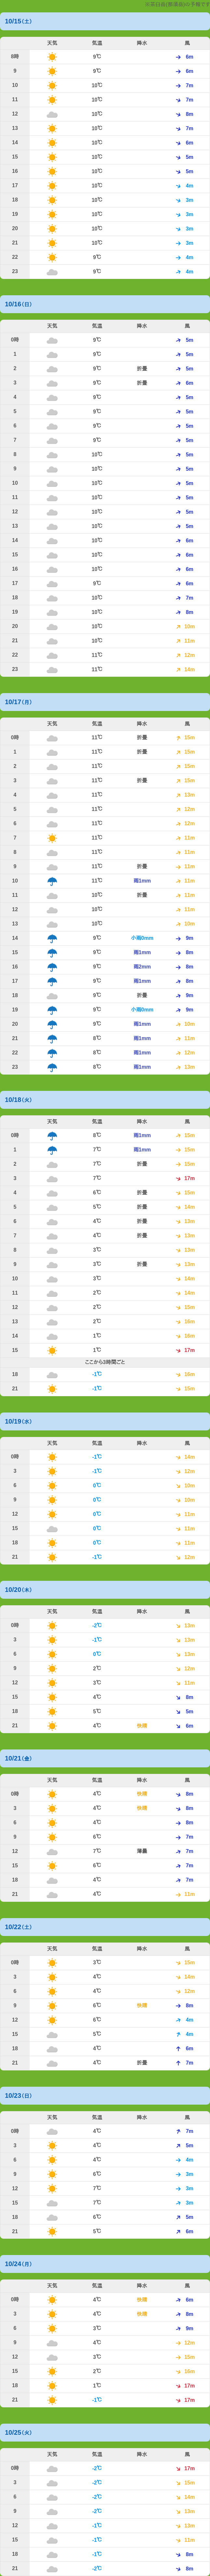 10/15(土)
天気 気温 降水 風
8時 9℃ 6m
9 9℃ 6m
10 10℃ 7m
11 10℃ 7m
12 10℃ 8m
13 10℃ 7m
14 10℃ 6m
15 10℃ 5m
16 10℃ 5m
17 10℃ 4m
18 10℃ 3m
19 10℃ 3m
20 10℃ 3m
21 10℃ 3m
22 9℃ 4m
23 9℃ 4m
10/16(日)
天気 気温 降水 風
0時 9℃ 5m
1 9℃ 5m
2 9℃ 折畳 5m
3 9℃ 折畳 6m
4 9℃ 5m
5 9℃ 5m
6 9℃ 5m
7 9℃ 5m
8 10℃ 5m
9 10℃ 5m
10 10℃ 5m
11 10℃ 5m
12 10℃ 5m
13 10℃ 5m
14 10℃ 6m
15 10℃ 6m
16 10℃ 6m
17 9℃ 6m
18 10℃ 7m
19 10℃ 8m
20 10℃ 10m
21 10℃ 11m
22 11℃ 12m
23 11℃ 14m
10/17(月)
天気 気温 降水 風
0時 11℃ 折畳 15m
1 11℃ 折畳 15m
2 11℃ 15m
3 11℃ 折畳 15m
4 11℃ 13m
5 11℃ 12m
6 11℃ 12m
7 11℃ 11m
8 11℃ 11m
9 11℃ 折畳 11m
10 11℃ 雨1mm 11m
11 10℃ 折畳 11m
12 10℃ 11m
13 10℃ 10m
14 9℃ 小雨0mm 9m
15 9℃ 雨1mm 8m
16 9℃ 雨2mm 8m
17 9℃ 雨1mm 8m
18 9℃ 折畳 9m
19 9℃ 小雨0mm 9m
20 9℃ 雨1mm 10m
21 8℃ 雨1mm 11m
22 8℃ 雨1mm 12m
23 8℃ 雨1mm 13m
10/18(火)
天気 気温 降水 風
0時 8℃ 雨1mm 15m
1 7℃ 雨1mm 15m
2 7℃ 折畳 15m
3 7℃ 17m
4 6℃ 折畳 15m
5 5℃ 折畳 14m
6 4℃ 折畳 13m
7 4℃ 折畳 13m
8 3℃ 13m
9 3℃ 折畳 13m
10 3℃ 14m
11 2℃ 14m
12 2℃ 15m
13 2℃ 16m
14 1℃ 16m
15 1℃ 17m
ここから3時間ごと
18 -1℃ 16m
21 -1℃ 15m
10/19(水)
天気 気温 降水 風
0時 -1℃ 14m
3 -1℃ 12m
6 0℃ 10m
9 0℃ 10m
12 0℃ 11m
15 0℃ 11m
18 0℃ 11m
21 -1℃ 12m
10/20(木)
天気 気温 降水 風
0時 -2℃ 13m
3 -1℃ 13m
6 0℃ 13m
9 2℃ 12m
12 3℃ 11m
15 4℃ 8m
18 5℃ 5m
21 4℃ 快晴 6m
10/21(金)
天気 気温 降水 風
0時 4℃ 快晴 8m
3 4℃ 快晴 8m
6 4℃ 8m
9 6℃ 7m
12 7℃ 薄曇 7m
15 6℃ 7m
18 4℃ 7m
21 4℃ 11m
10/22(土)
天気 気温 降水 風
0時 3℃ 15m
3 4℃ 14m
6 4℃ 12m
9 6℃ 快晴 8m
12 6℃ 4m
15 5℃ 4m
18 4℃ 6m
21 4℃ 折畳 7m
10/23(日)
天気 気温 降水 風
0時 4℃ 7m
3 4℃ 5m
6 4℃ 4m
9 6℃ 3m
12 7℃ 3m
15 7℃ 3m
18 6℃ 5m
21 5℃ 6m
10/24(月)
天気 気温 降水 風
0時 4℃ 快晴 6m
3 4℃ 快晴 8m
6 3℃ 9m
9 4℃ 12m
12 3℃ 15m
15 2℃ 16m
18 1℃ 17m
21 -1℃ 17m
10/25(火)
天気 気温 降水 風
0時 -2℃ 17m
3 -2℃ 15m
6 -2℃ 14m
9 -2℃ 13m
12 -1℃ 13m
15 -1℃ 11m
18 -1℃ 8m
21 -2℃ 8m